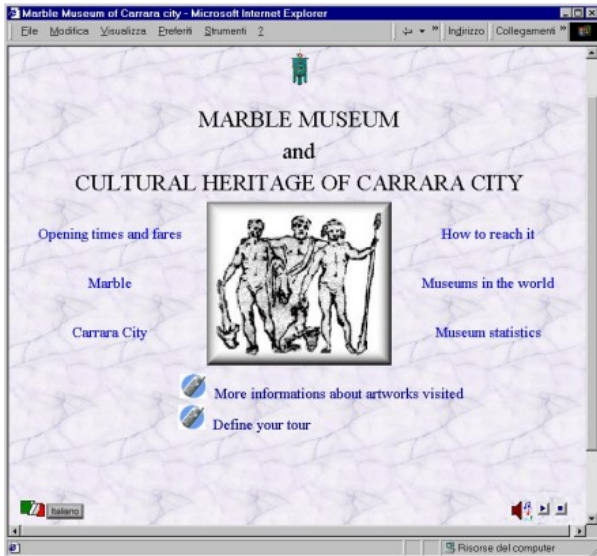 Marble Museum of Carrara city - Microsoft Internet Explorer
File Modifica Visualizza Preferiti Strumenti ? » Indirizzo Collegamenti »
MARBLE MUSEUM
and
CULTURAL HERITAGE OF CARRARA CITY
Opening times and fares
How to reach it
Marble
Museums in the world
Carrara City
Museum statistics
More informations about artworks visited
Define your tour
Italiano
Risorse del computer